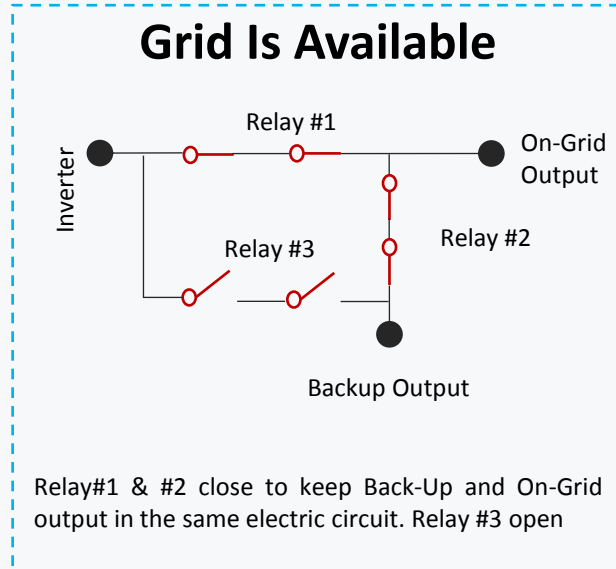 Grid Is Available
Relay #1
Inverter
On-Grid
Output
Relay #3
Relay #2
Backup Output
Relay#1 & #2 close to keep Back-Up and On-Grid
output in the same electric circuit. Relay #3 open